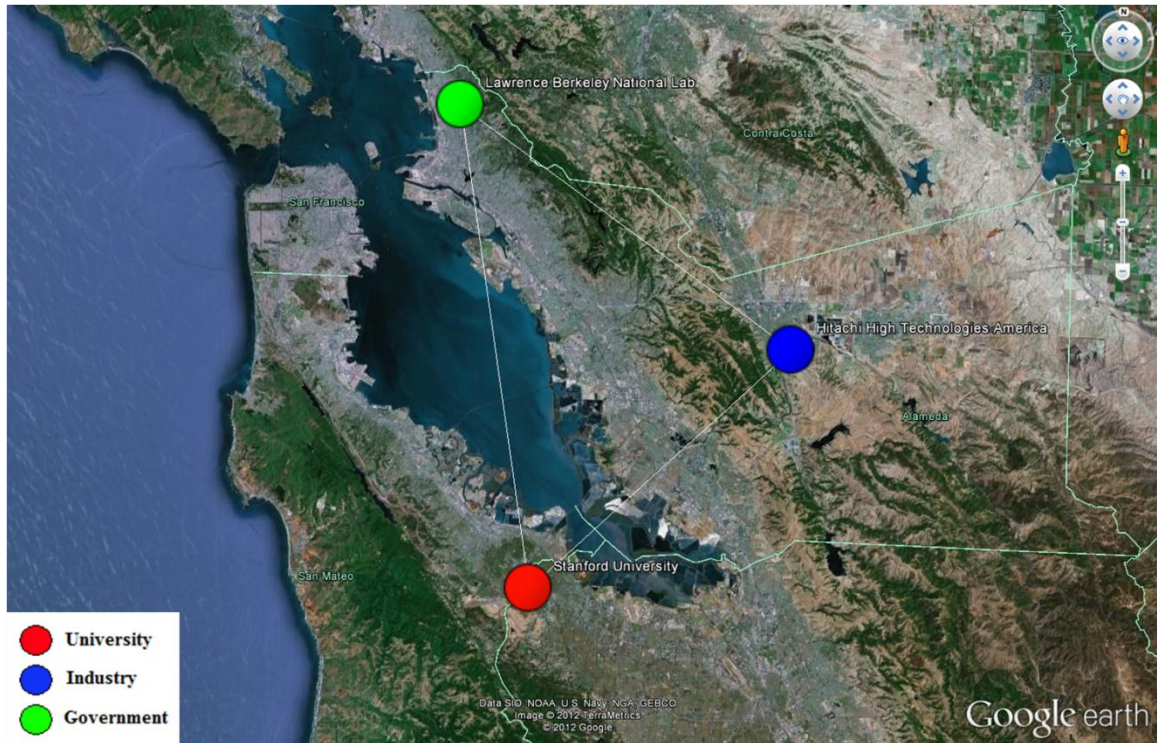 N
Lawrence Berkeley National Lab
Contra Costa
San Francisco
Hitachi High Technologies America
Alameda
Stanford University
San Mateo
University
Industry
Government
Data SIO, NOAA, U.S. Navy, NGA, GEBCO
Image © 2012 TerraMetrics
© 2012 Google
Google earth